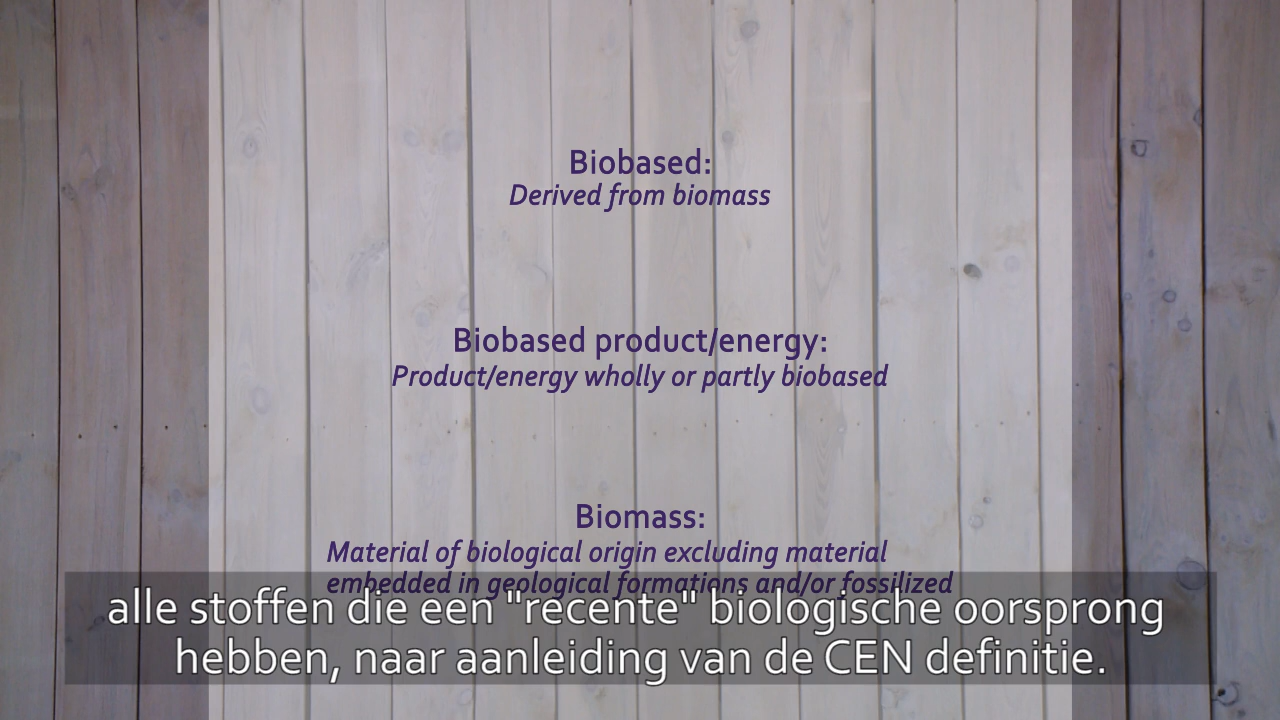 Biobased:
Derived from biomass
Biobased product/energy:
Product/energy wholly or partly biobased
Biomass:
Material of biological origin excluding material
embedded in geological formations and/or fossilized
alle stoffen die een "recente" biologische oorsprong
hebben, naar aanleiding van de CEN definitie.